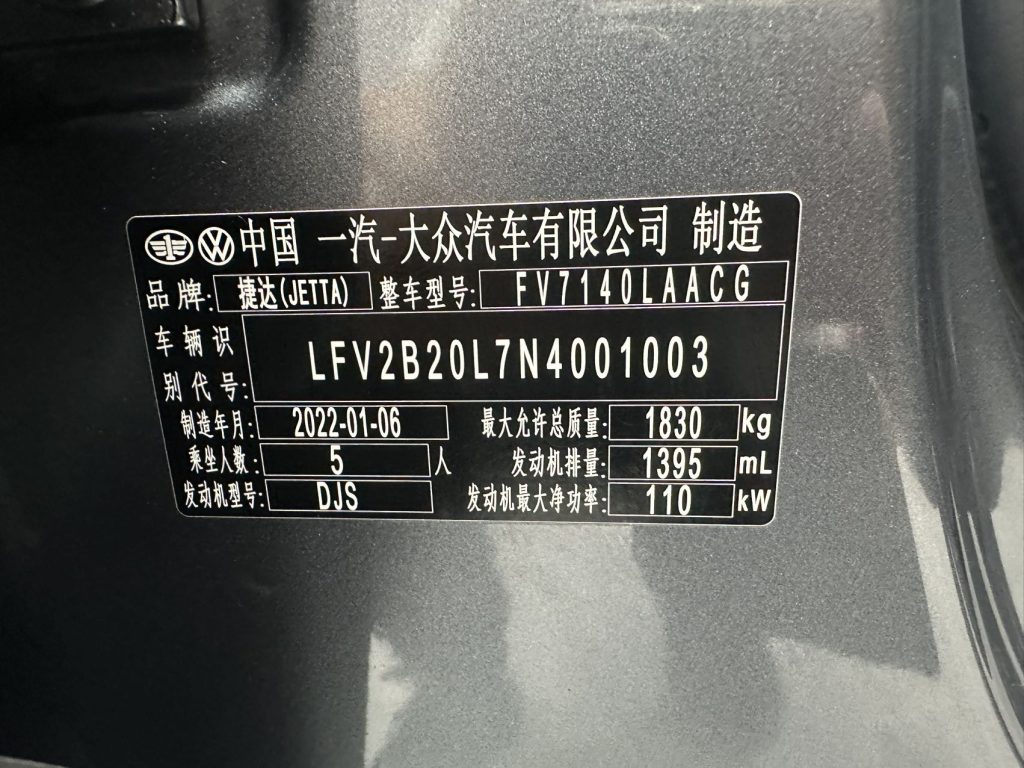 中国 一汽-大众汽车有限公司 制造
品牌: 捷达(JETTA) 整车型号: FV7140LAACG
车辆识别代号: LFV2B20L7N4001003
制造年月: 2022-01-06 最大允许总质量: 1830 kg
乘坐人数: 5 人 发动机排量: 1395 mL
发动机型号: DJS 发动机最大净功率: 110 kW